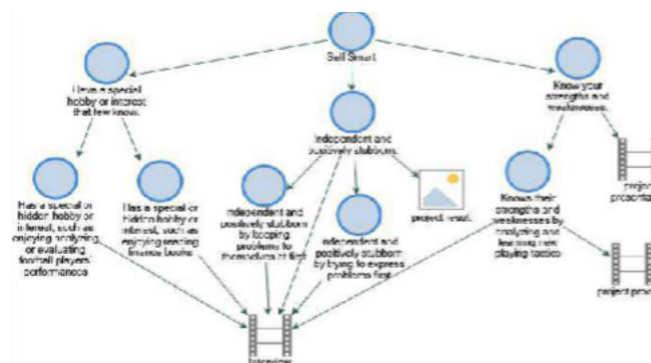 Self Smart
Have a special
hobby or interest
that few know.
Know your
strengths and
weaknesses.
Independent and
positively stubborn.
Has a special or
hidden hobby or
interest, such as
enjoying analyzing
or evaluating
football players'
performances
Has a special or
hidden hobby or
interest, such as
enjoying reading
finance books
Independent and
positively stubborn
by keeping
problems to
themselves at first
Independent and
positively stubborn
by trying to express
problems first
project result
Knows their
strengths and
weaknesses by
analyzing and
learning new
playing tactics
project
presentat
project proc
Interview